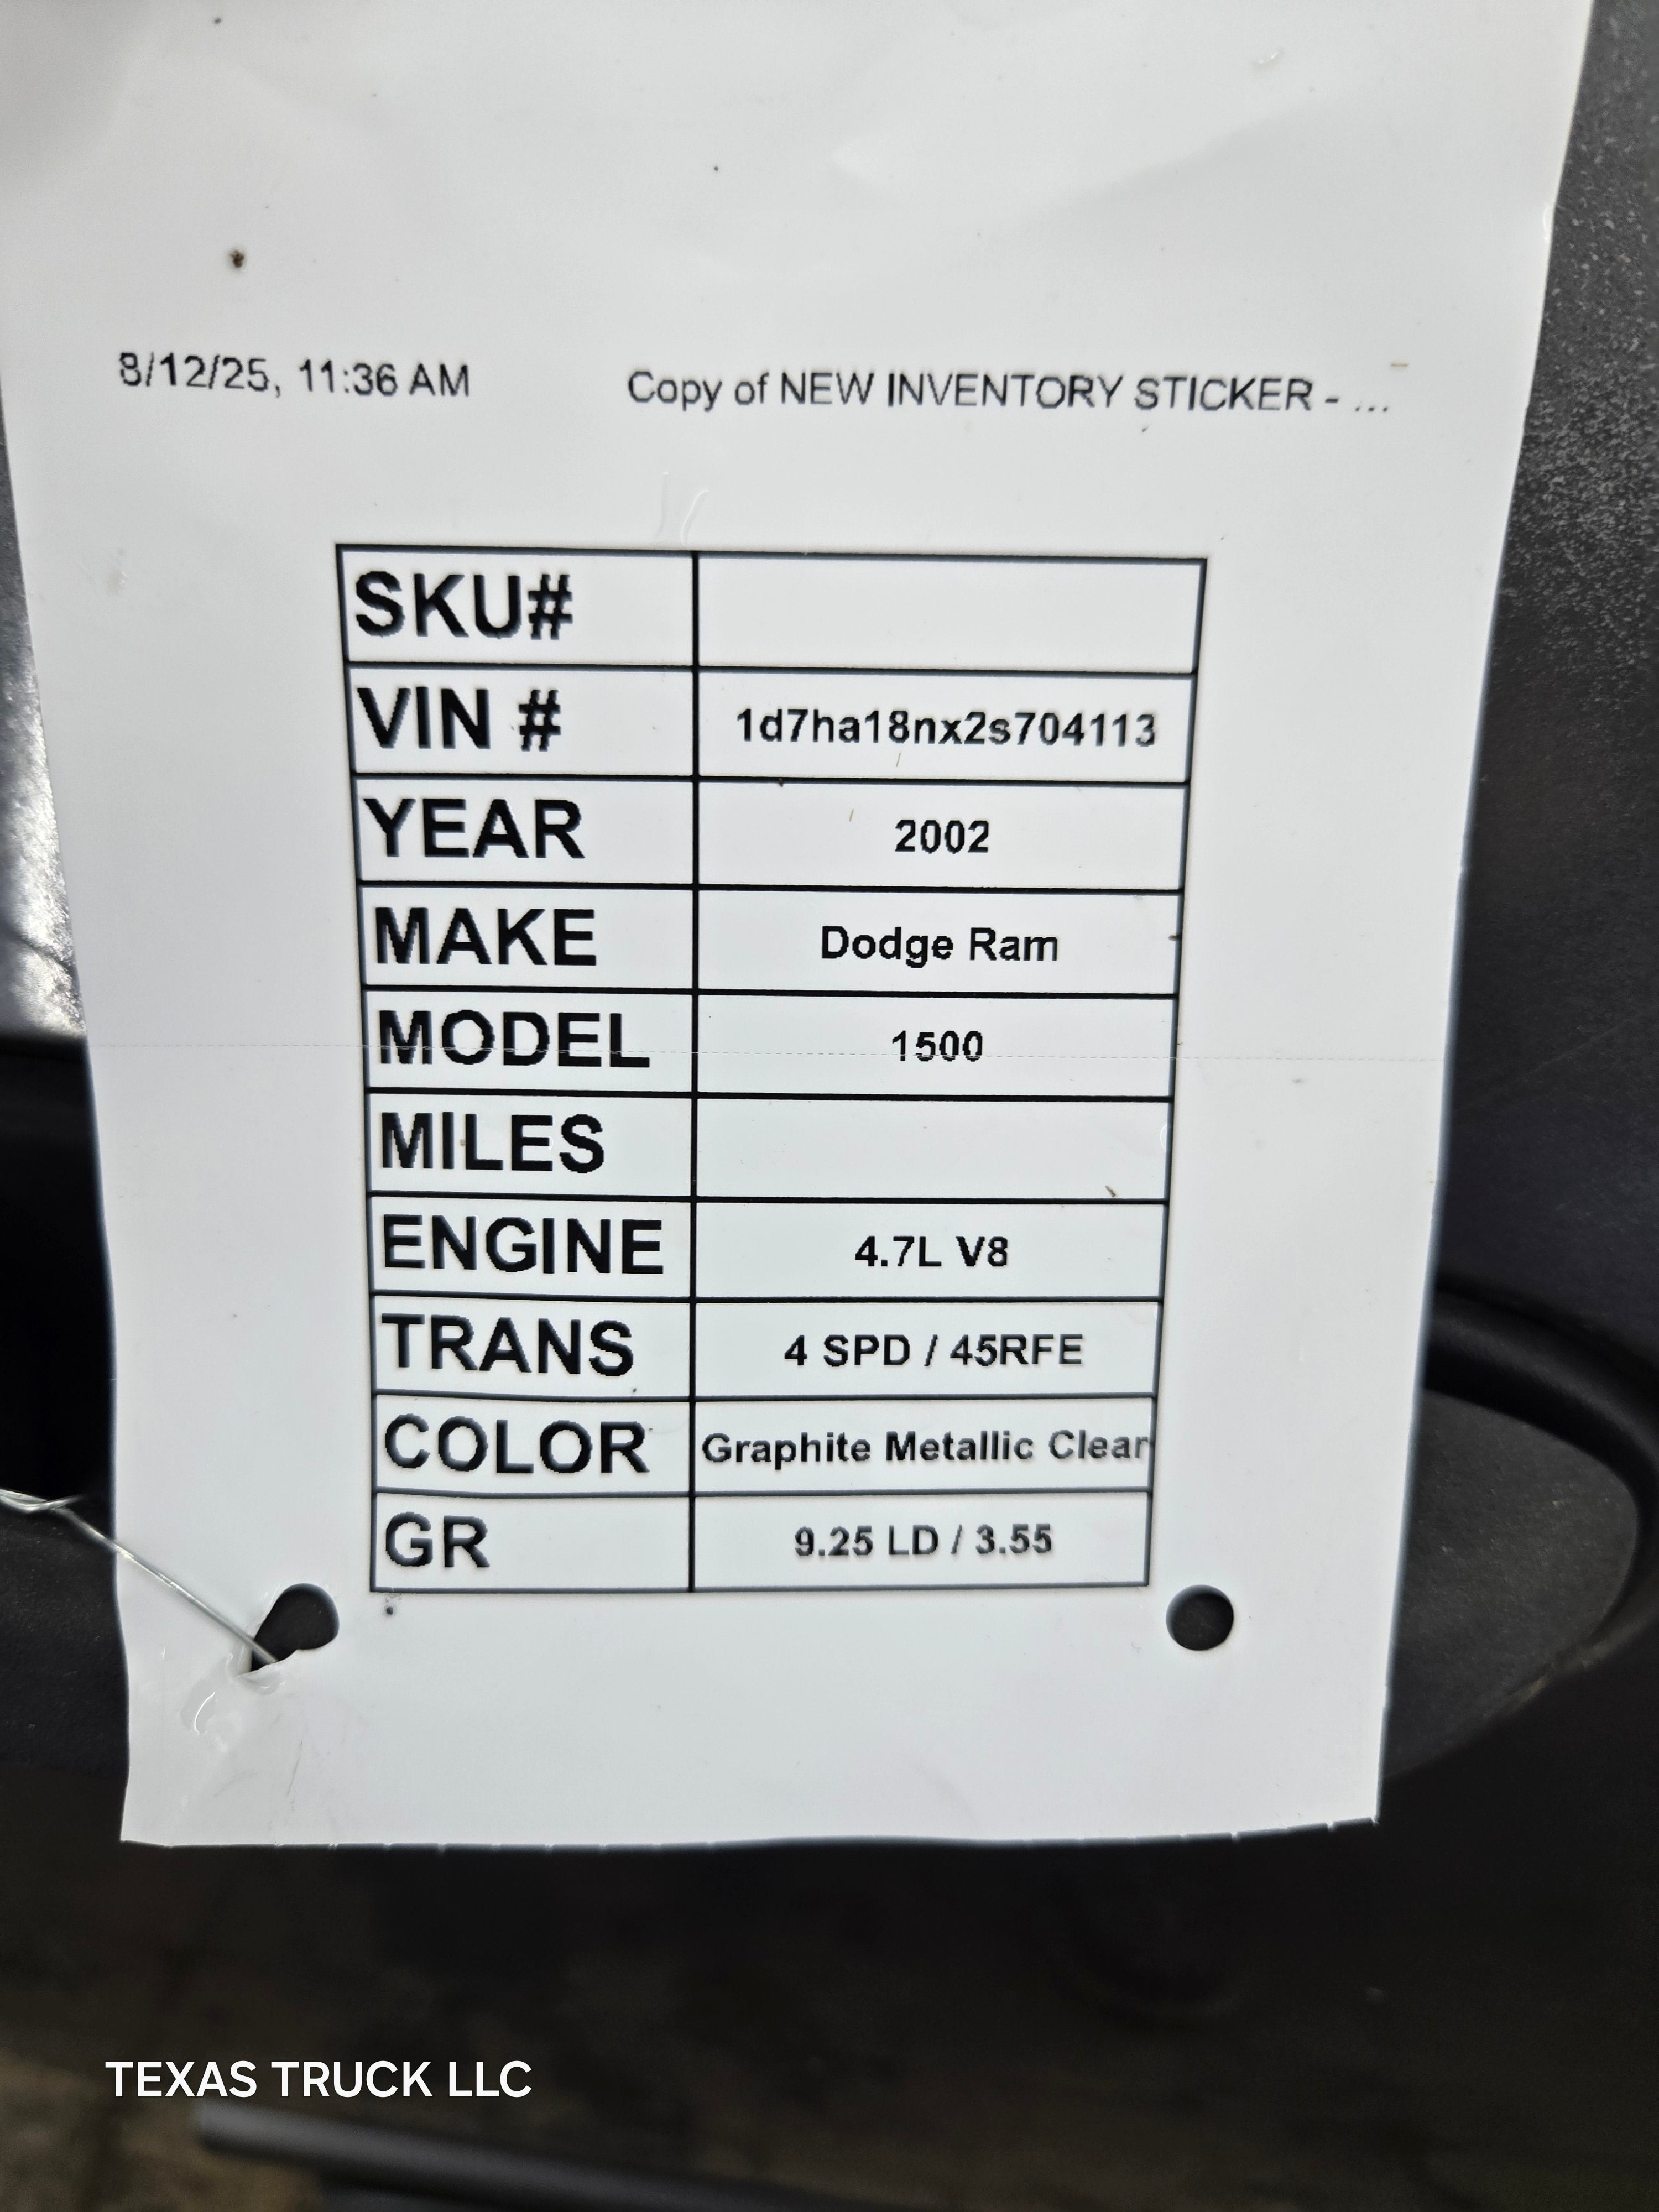 8/12/25, 11:36 AM Copy of NEW INVENTORY STICKER - ...
SKU#
VIN # 1d7ha18nx2s704113
YEAR 2002
MAKE Dodge Ram
MODEL 1500
MILES
ENGINE 4.7L V8
TRANS 4 SPD / 45RFE
COLOR Graphite Metallic Clear
GR 9.25 LD / 3.55
TEXAS TRUCK LLC